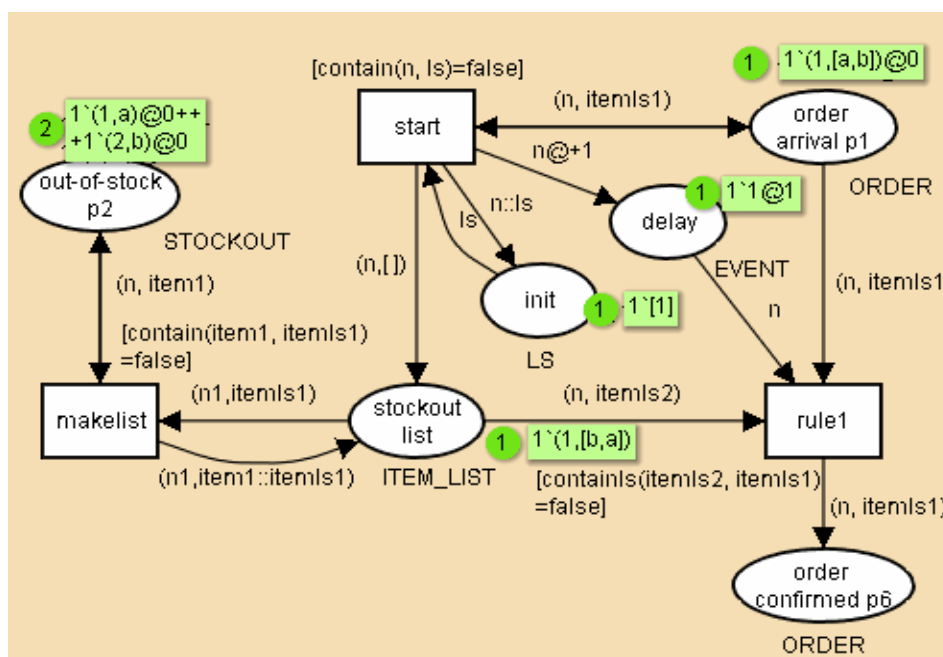 1 1`(1,[a,b])@0
[contain(n, ls)=false]
2 1`(1,a)@0++
+1`(2,b)@0
(n, itemls1)
start
order
arrival p1
n@+1
out-of-stock
p2
1 1`1@1
ORDER
ls
n::ls
delay
STOCKOUT
(n,[ ])
EVENT
(n, item1)
init
1 1`[1]
n
(n, itemls1)
[contain(item1, itemls1)
=false]
LS
(n1,itemls1)
(n, itemls2)
makelist
stockout
list
rule1
1 1`(1,[b,a])
(n1,item1::itemls1)
ITEM_LIST
[containls(itemls2, itemls1)
=false]
(n, itemls1)
order
confirmed p6
ORDER